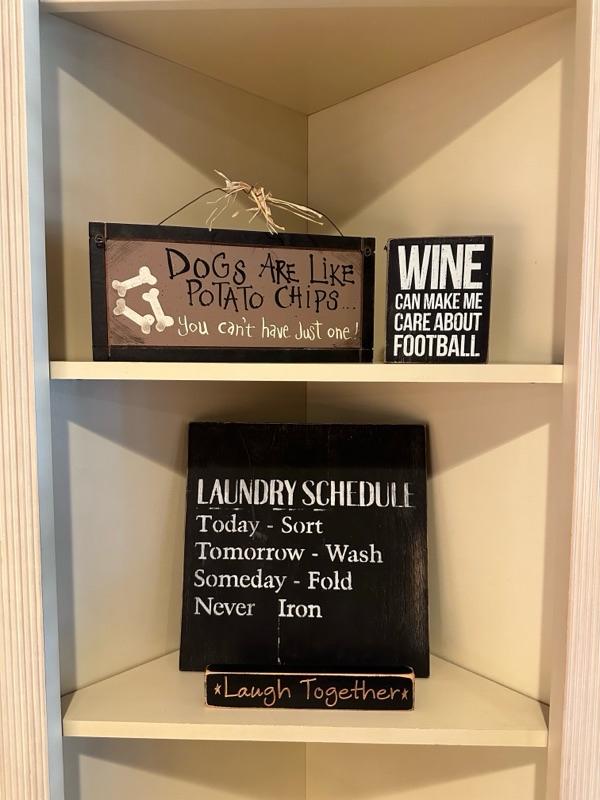 DOGS ARE LIKE
POTATO CHIPS...
you can't have just one!
WINE
CAN MAKE ME
CARE ABOUT
FOOTBALL
LAUNDRY SCHEDULE
Today - Sort
Tomorrow - Wash
Someday - Fold
Never Iron
*Laugh Together*